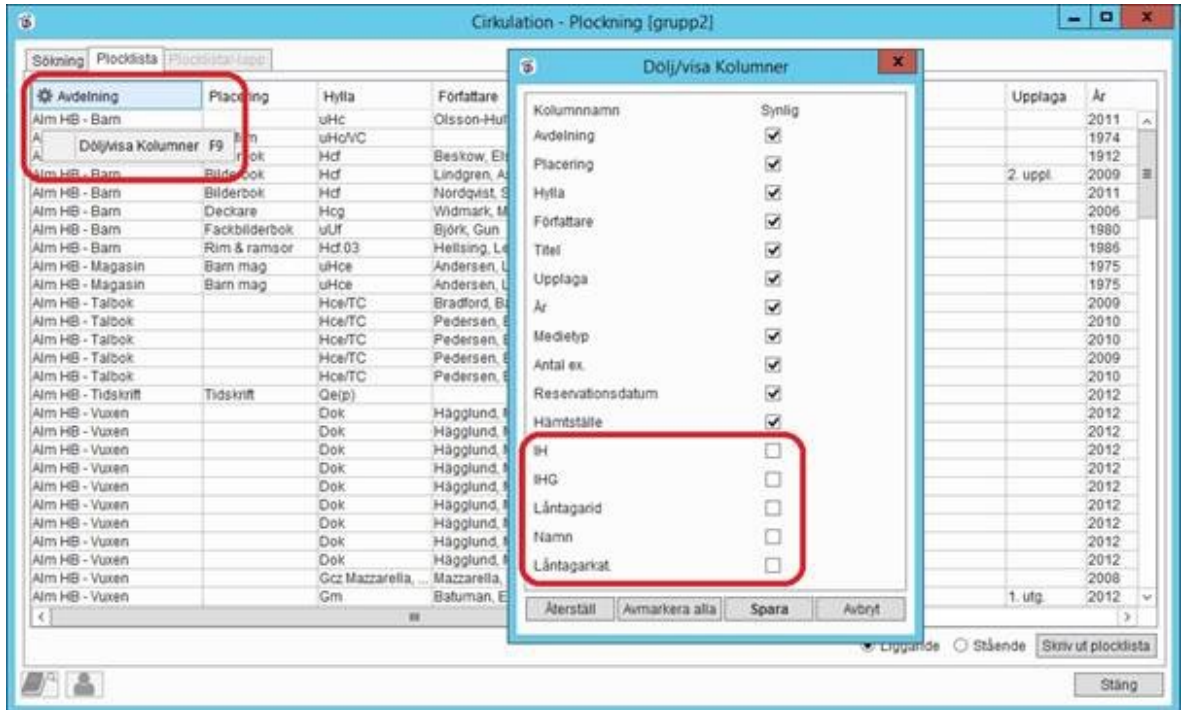 Cirkulation - Plockning [grupp2]
Sökning Plocklista Plocklista/-lapp
Avdelning Placering Hylla Författare Upplaga År
Alm HB - Barn uHc Olsson-Huf 2011
uHc/VC 1974
Hcf Beskow, Els 1912
Alm HB - Barn Bilderbok Hcf Lindgren, A 2. uppl. 2009
Alm HB - Barn Bilderbok Hcf Nordqvist, S 2011
Alm HB - Barn Deckare Hcg Widmark, M 2006
Alm HB - Barn Fackbilderbok uUf Björk, Gun 1980
Alm HB - Barn Rim & ramsor Hcf.03 Hellsing, Le 1986
Alm HB - Magasin Barn mag uHce Andersen, L 1975
Alm HB - Magasin Barn mag uHce Andersen, L 1975
Alm HB - Talbok Hce/TC Bradford, Ba 2009
Alm HB - Talbok Hce/TC Pedersen, B 2010
Alm HB - Talbok Hce/TC Pedersen, B 2010
Alm HB - Talbok Hce/TC Pedersen, B 2009
Alm HB - Talbok Hce/TC Pedersen, B 2010
Alm HB - Tidskrift Tidskrift Qe(p) 2012
Alm HB - Vuxen Dok Hägglund, M 2012
Alm HB - Vuxen Dok Hägglund, M 2012
Alm HB - Vuxen Dok Hägglund, M 2012
Alm HB - Vuxen Dok Hägglund, M 2012
Alm HB - Vuxen Dok Hägglund, M 2012
Alm HB - Vuxen Dok Hägglund, M 2012
Alm HB - Vuxen Dok Hägglund, M 2012
Alm HB - Vuxen Dok Hägglund, M 2012
Alm HB - Vuxen Dok Hägglund, M 2012
Alm HB - Vuxen Gcz Mazzarella, ... Mazzarella, 2008
Alm HB - Vuxen Gm Batuman, E 1. utg. 2012
Dölj/visa Kolumner F9
Dölj/visa Kolumner
Kolumnnamn Synlig
Avdelning
Placering
Hylla
Författare
Titel
Upplaga
År
Medietyp
Antal ex.
Reservationsdatum
Hämtställe
IH
IHG
Låntagarid
Namn
Låntagarkat.
Återställ Avmarkera alla Spara Avbryt
Liggande Stående Skriv ut plocklista
Stäng